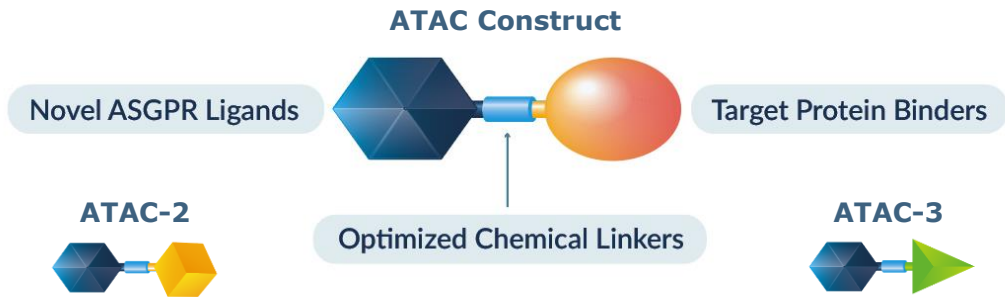 ATAC Construct
Novel ASGPR Ligands
Target Protein Binders
ATAC-2
Optimized Chemical Linkers
ATAC-3